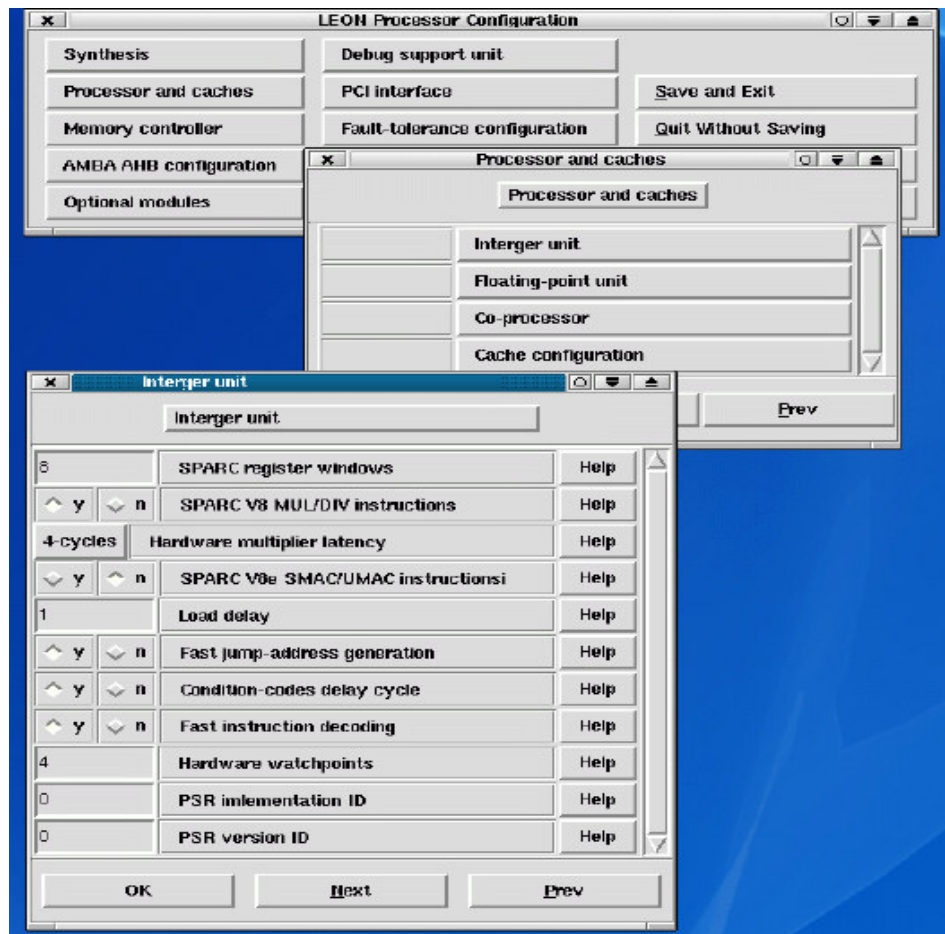 LEON Processor Configuration
Synthesis
Debug support unit
Processor and caches
PCI interface
Save and Exit
Memory controller
Fault-tolerance configuration
Quit Without Saving
AMBA AHB configuration
Optional modules
Processor and caches
Processor and caches
Interger unit
Floating-point unit
Co-processor
Cache configuration
Prev
Interger unit
Interger unit
8 SPARC register windows Help
y n SPARC V8 MUL/DIV instructions Help
4-cycles Hardware multiplier latency Help
y n SPARC V8e SMAC/UMAC instructionsi Help
1 Load delay Help
y n Fast jump-address generation Help
y n Condition-codes delay cycle Help
y n Fast instruction decoding Help
4 Hardware watchpoints Help
0 PSR imlementation ID Help
0 PSR version ID Help
OK Next Prev